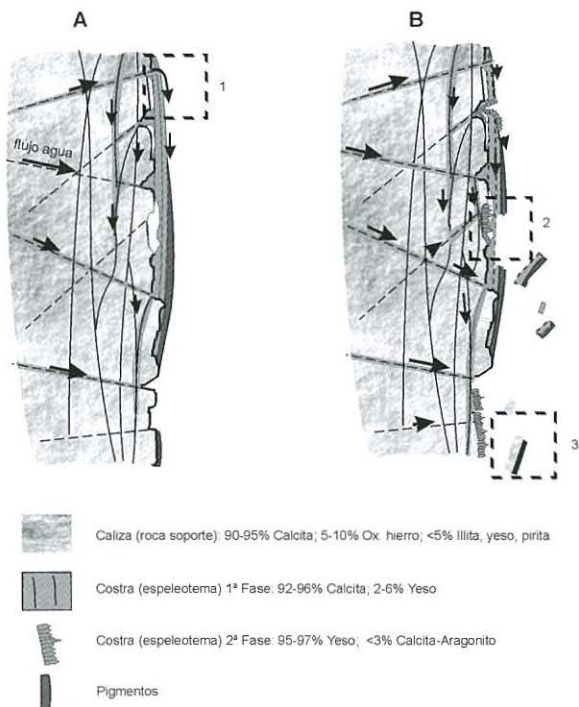 A
B
1
flujo agua
2
3
Caliza (roca soporte): 90-95% Calcita; 5-10% Ox. hierro; <5% Illita, yeso, pirita
Costra (espeleotema) 1ª Fase: 92-96% Calcita; 2-6% Yeso
Costra (espeleotema) 2ª Fase: 95-97% Yeso; <3% Calcita-Aragonito
Pigmentos